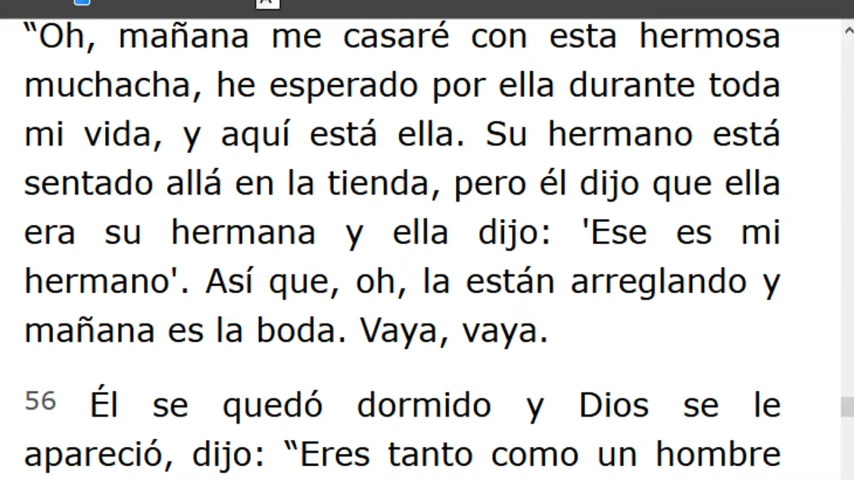 “Oh, mañana me casaré con esta hermosa
muchacha, he esperado por ella durante toda
mi vida, y aquí está ella. Su hermano está
sentado allá en la tienda, pero él dijo que ella
era su hermana y ella dijo: 'Ese es mi
hermano'. Así que, oh, la están arreglando y
mañana es la boda. Vaya, vaya.
56 Él se quedó dormido y Dios se le
apareció, dijo: “Eres tanto como un hombre